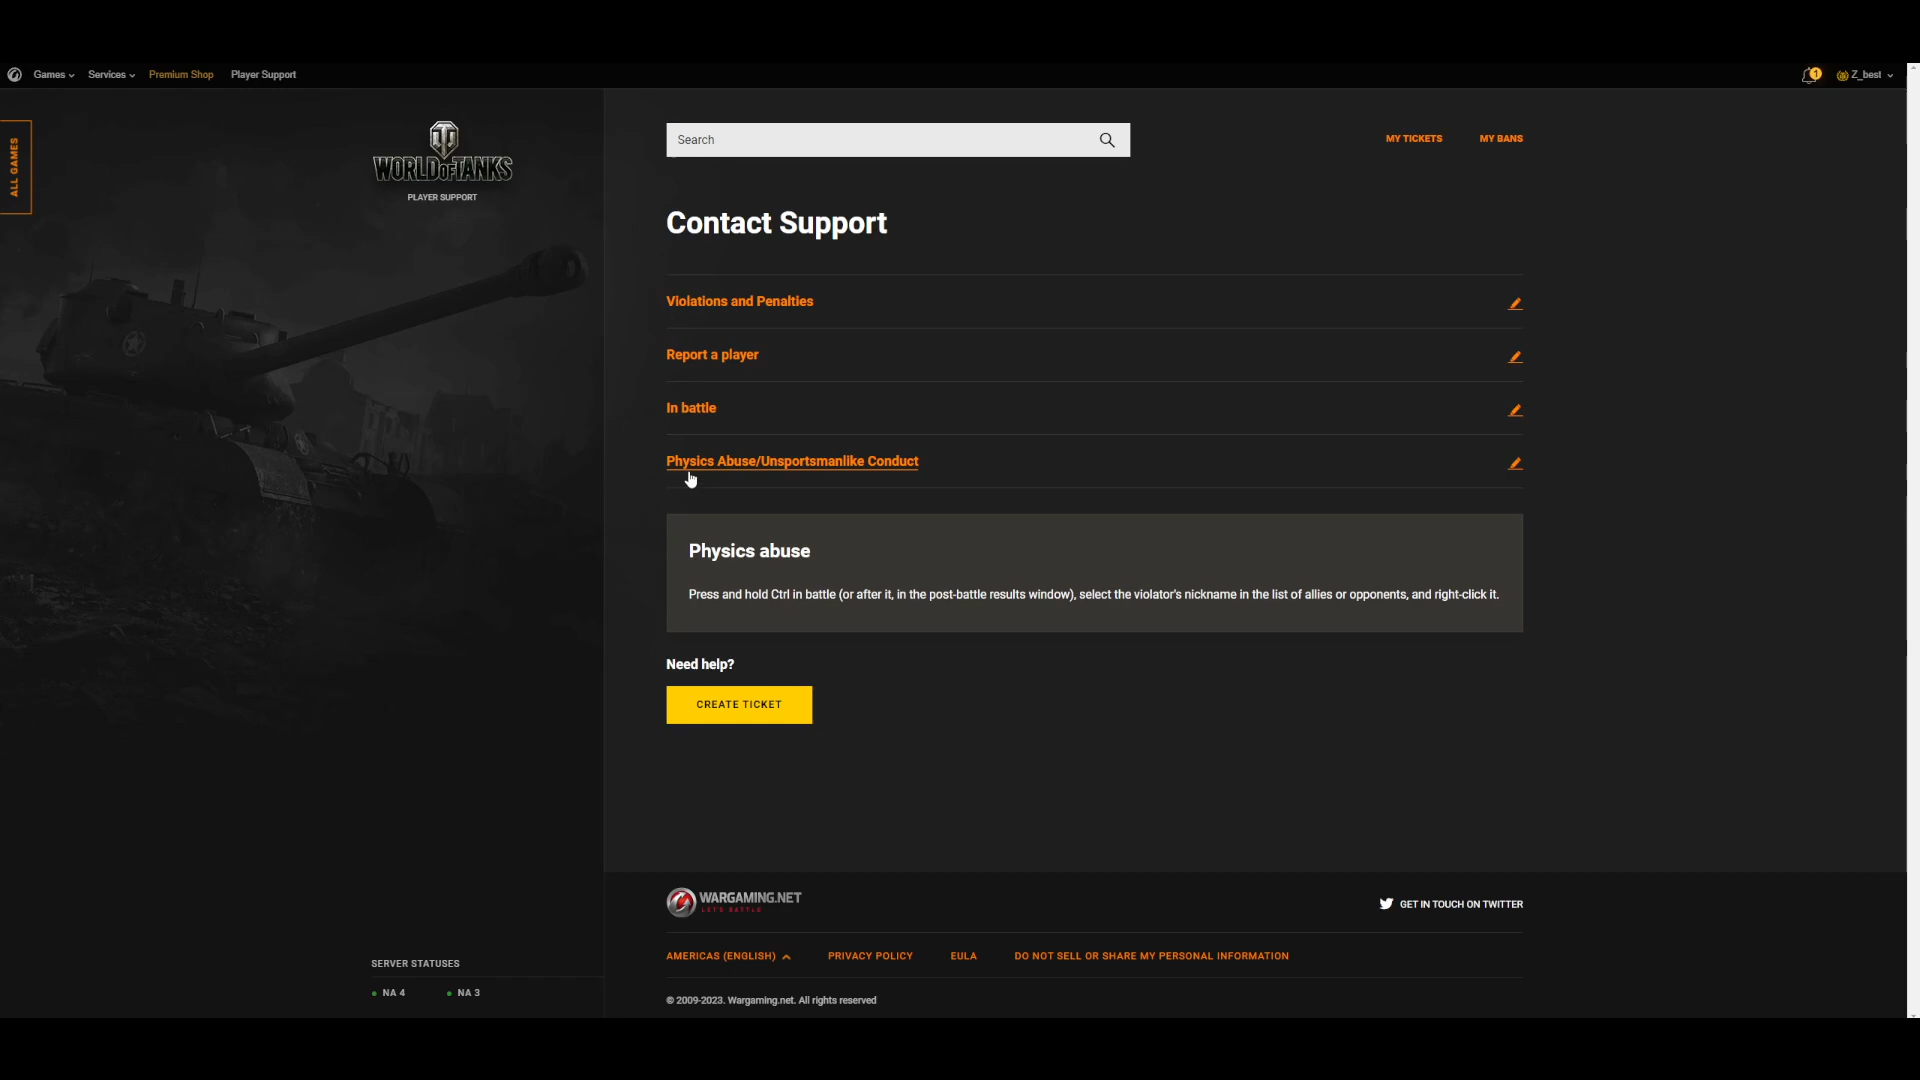 Games
Services
Premium Shop
Player Support
1
Z_best
ALL GAMES
WORLD OF TANKS
PLAYER SUPPORT
Search
MY TICKETS
MY BANS
Contact Support
Violations and Penalties
Report a player
In battle
Physics Abuse/Unsportsmanlike Conduct
Physics abuse
Press and hold Ctrl in battle (or after it, in the post-battle results window), select the violator's nickname in the list of allies or opponents, and right-click it.
Need help?
CREATE TICKET
WARGAMING.NET
LET'S BATTLE
GET IN TOUCH ON TWITTER
AMERICAS (ENGLISH)
PRIVACY POLICY
EULA
DO NOT SELL OR SHARE MY PERSONAL INFORMATION
SERVER STATUSES
NA 4
NA 3
© 2009-2023. Wargaming.net. All rights reserved